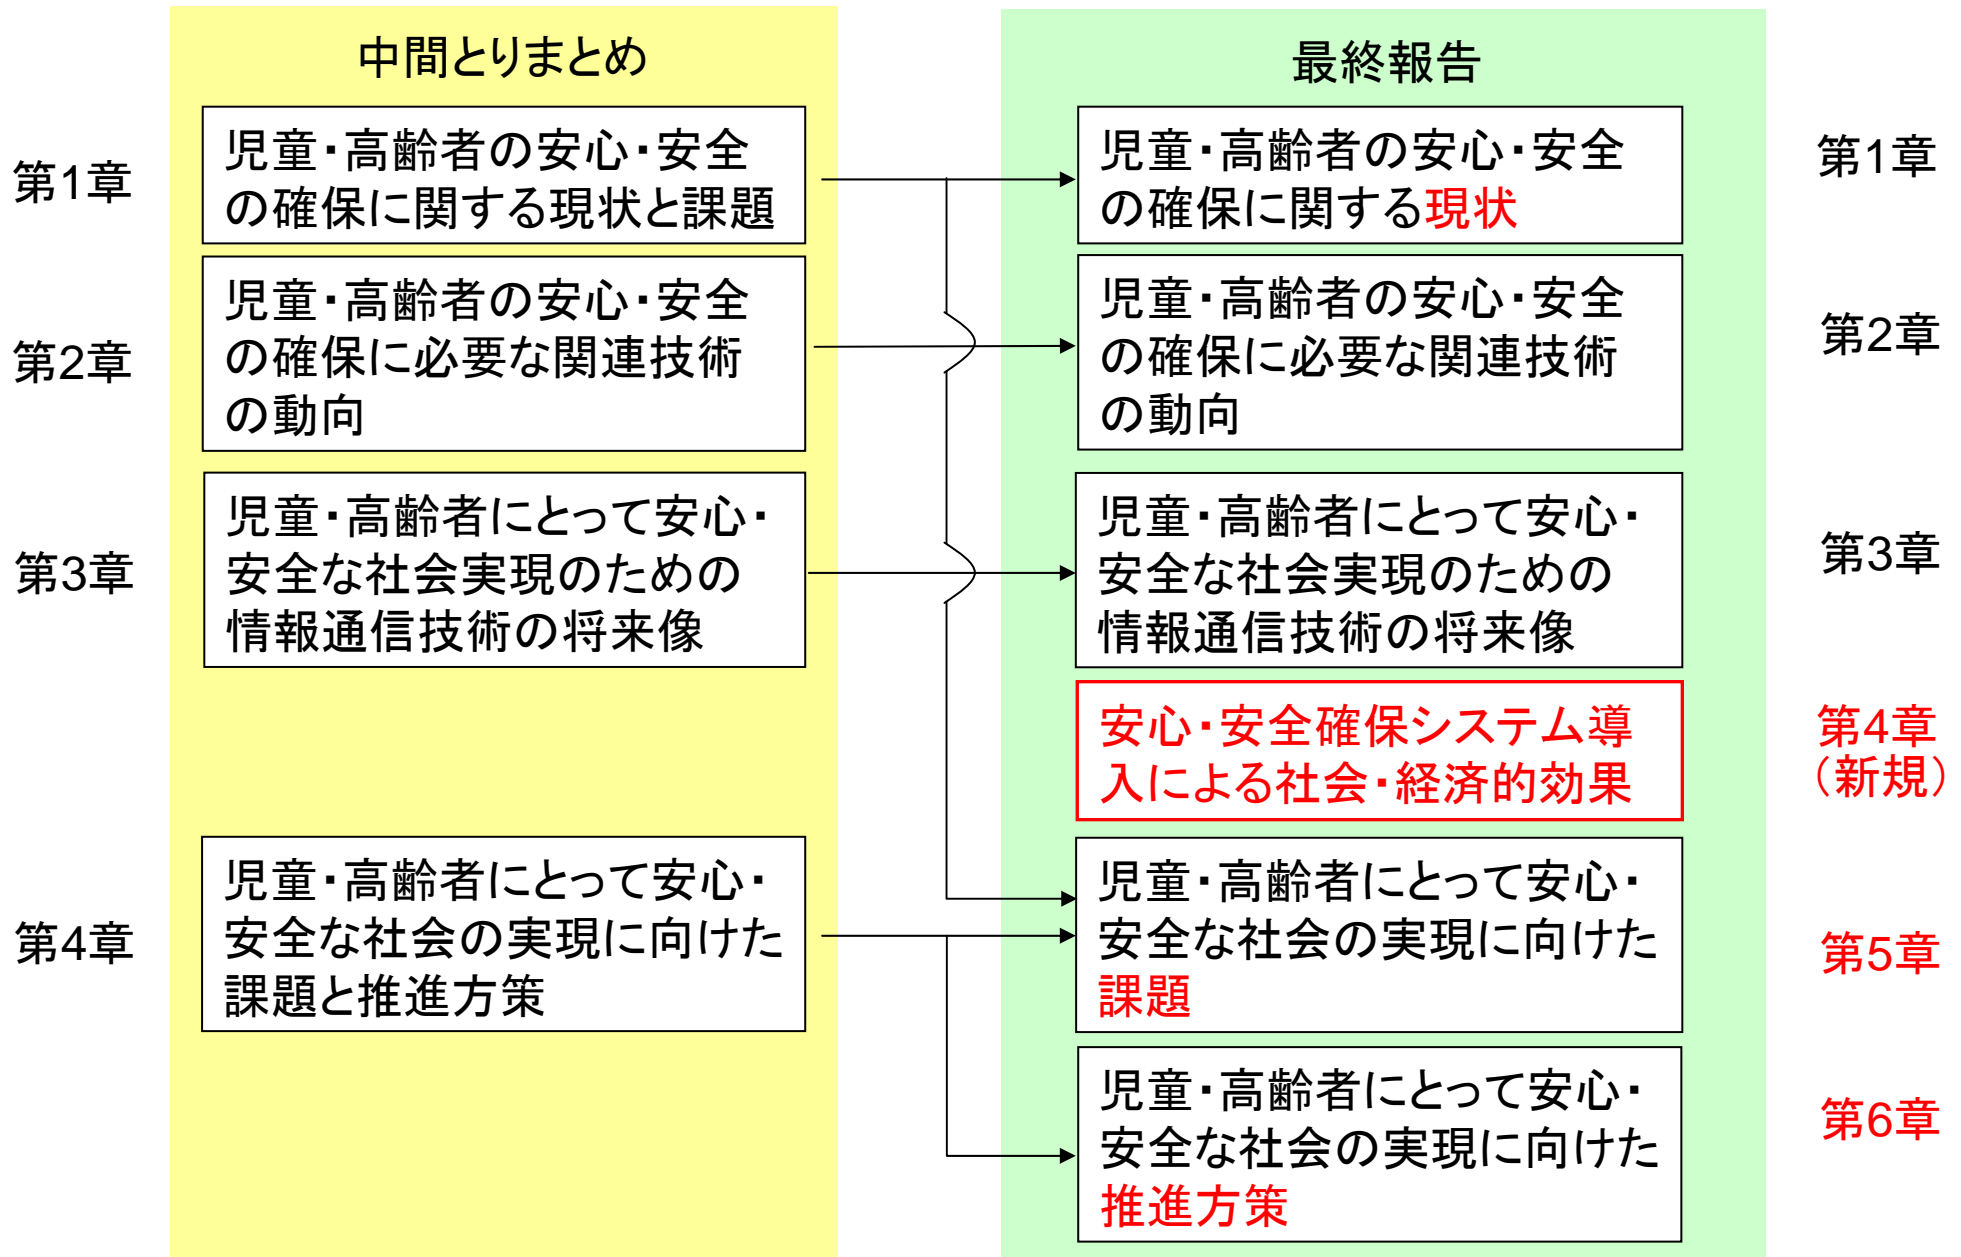 中間とりまとめ
第1章
児童・高齢者の安心・安全
の確保に関する現状と課題
第2章
児童・高齢者の安心・安全
の確保に必要な関連技術
の動向
第3章
児童・高齢者にとって安心・
安全な社会実現のための
情報通信技術の将来像
第4章
児童・高齢者にとって安心・
安全な社会の実現に向けた
課題と推進方策
最終報告
児童・高齢者の安心・安全
の確保に関する現状
第1章
児童・高齢者の安心・安全
の確保に必要な関連技術
の動向
第2章
児童・高齢者にとって安心・
安全な社会実現のための
情報通信技術の将来像
第3章
安心・安全確保システム導
入による社会・経済的効果
第4章
（新規）
児童・高齢者にとって安心・
安全な社会の実現に向けた
課題
第5章
児童・高齢者にとって安心・
安全な社会の実現に向けた
推進方策
第6章